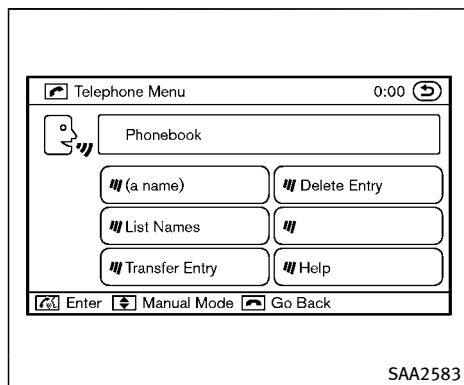 Telephone Menu 0:00
Phonebook
(a name) Delete Entry
List Names
Transfer Entry Help
Enter Manual Mode Go Back
SAA2583